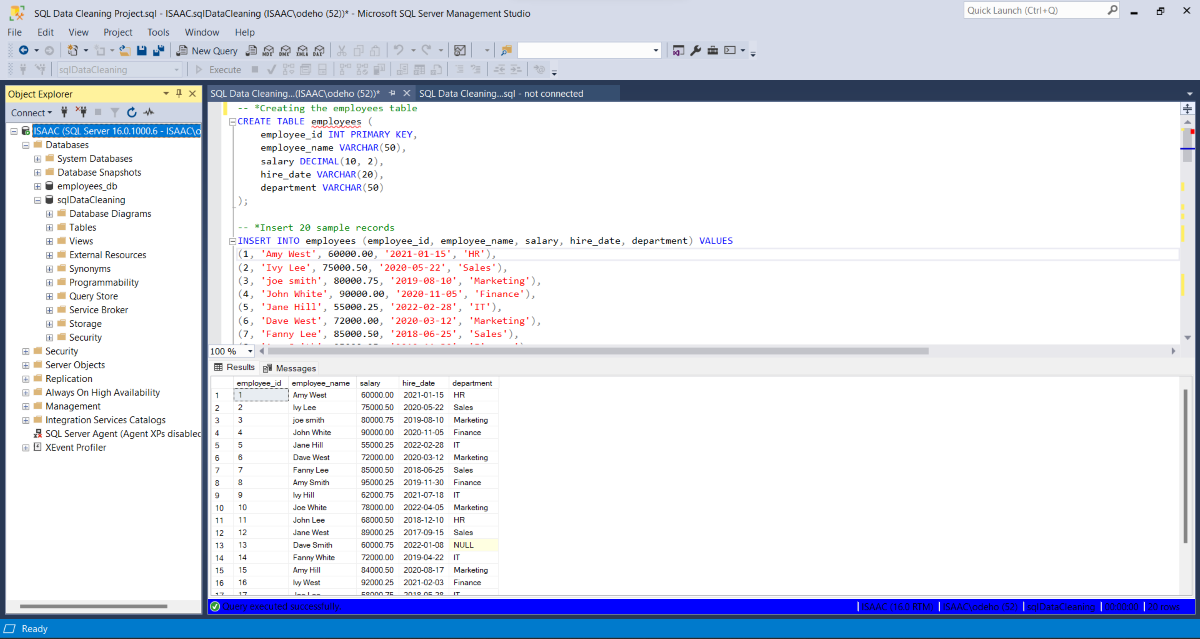 SQL Data Cleaning Project.sql - ISAAC.sqlDataCleaning (ISAAC\odeho (52))* - Microsoft SQL Server Management Studio
Quick Launch (Ctrl+Q)
File Edit View Project Tools Window Help
New Query
sqlDataCleaning Execute
Object Explorer
SQL Data Cleaning...(ISAAC\odeho (52))* SQL Data Cleaning...sql - not connected
Connect
ISAAC (SQL Server 16.0.1000.6 - ISAAC\o
Databases
System Databases
Database Snapshots
employees_db
sqlDataCleaning
Database Diagrams
Tables
Views
External Resources
Synonyms
Programmability
Query Store
Service Broker
Storage
Security
Security
Server Objects
Replication
Always On High Availability
Management
Integration Services Catalogs
SQL Server Agent (Agent XPs disablec
XEvent Profiler
-- *Creating the employees table
CREATE TABLE employees (
employee_id INT PRIMARY KEY,
employee_name VARCHAR(50),
salary DECIMAL(10, 2),
hire_date VARCHAR(20),
department VARCHAR(50)
);
-- *Insert 20 sample records
INSERT INTO employees (employee_id, employee_name, salary, hire_date, department) VALUES
(1, 'Amy West', 60000.00, '2021-01-15', 'HR'),
(2, 'Ivy Lee', 75000.50, '2020-05-22', 'Sales'),
(3, 'joe smith', 80000.75, '2019-08-10', 'Marketing'),
(4, 'John White', 90000.00, '2020-11-05', 'Finance'),
(5, 'Jane Hill', 55000.25, '2022-02-28', 'IT'),
(6, 'Dave West', 72000.00, '2020-03-12', 'Marketing'),
(7, 'Fanny Lee', 85000.50, '2018-06-25', 'Sales'),
100 %
Results Messages
employee_id employee_name salary hire_date department
1 1 Amy West 60000.00 2021-01-15 HR
2 2 Ivy Lee 75000.50 2020-05-22 Sales
3 3 joe smith 80000.75 2019-08-10 Marketing
4 4 John White 90000.00 2020-11-05 Finance
5 5 Jane Hill 55000.25 2022-02-28 IT
6 6 Dave West 72000.00 2020-03-12 Marketing
7 7 Fanny Lee 85000.50 2018-06-25 Sales
8 8 Amy Smith 95000.25 2019-11-30 Finance
9 9 Ivy Hill 62000.75 2021-07-18 IT
10 10 Joe White 78000.00 2022-04-05 Marketing
11 11 John Lee 68000.50 2018-12-10 HR
12 12 Jane West 89000.25 2017-09-15 Sales
13 13 Dave Smith 60000.75 2022-01-08 NULL
14 14 Fanny White 72000.00 2019-04-22 IT
15 15 Amy Hill 84000.50 2020-08-17 Marketing
16 16 Ivy West 92000.25 2021-02-03 Finance
Query executed successfully.
ISAAC (16.0 RTM) ISAAC\odeho (52) sqlDataCleaning 00:00:00
Ready